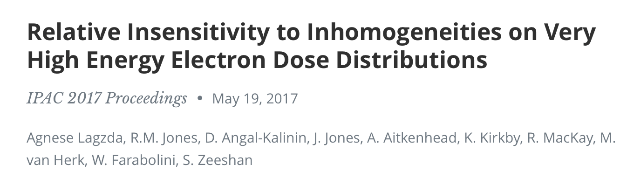 Relative Insensitivity to Inhomogeneities on Very
High Energy Electron Dose Distributions
IPAC 2017 Proceedings • May 19, 2017
Agnese Lagzda, R.M. Jones, D. Angal-Kalinin, J. Jones, A. Aitkenhead, K. Kirkby, R. MacKay, M.
van Herk, W. Farabolini, S. Zeeshan